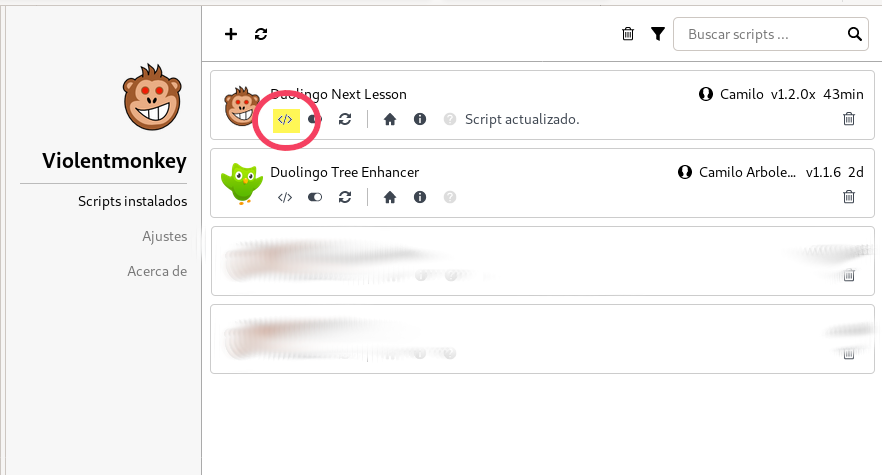 Buscar scripts ...
Violentmonkey
Scripts instalados
Ajustes
Acerca de
Duolingo Next Lesson
Camilo v1.2.0x 43min
</> Script actualizado.
Duolingo Tree Enhancer
Camilo Arbole... v1.1.6 2d
</>